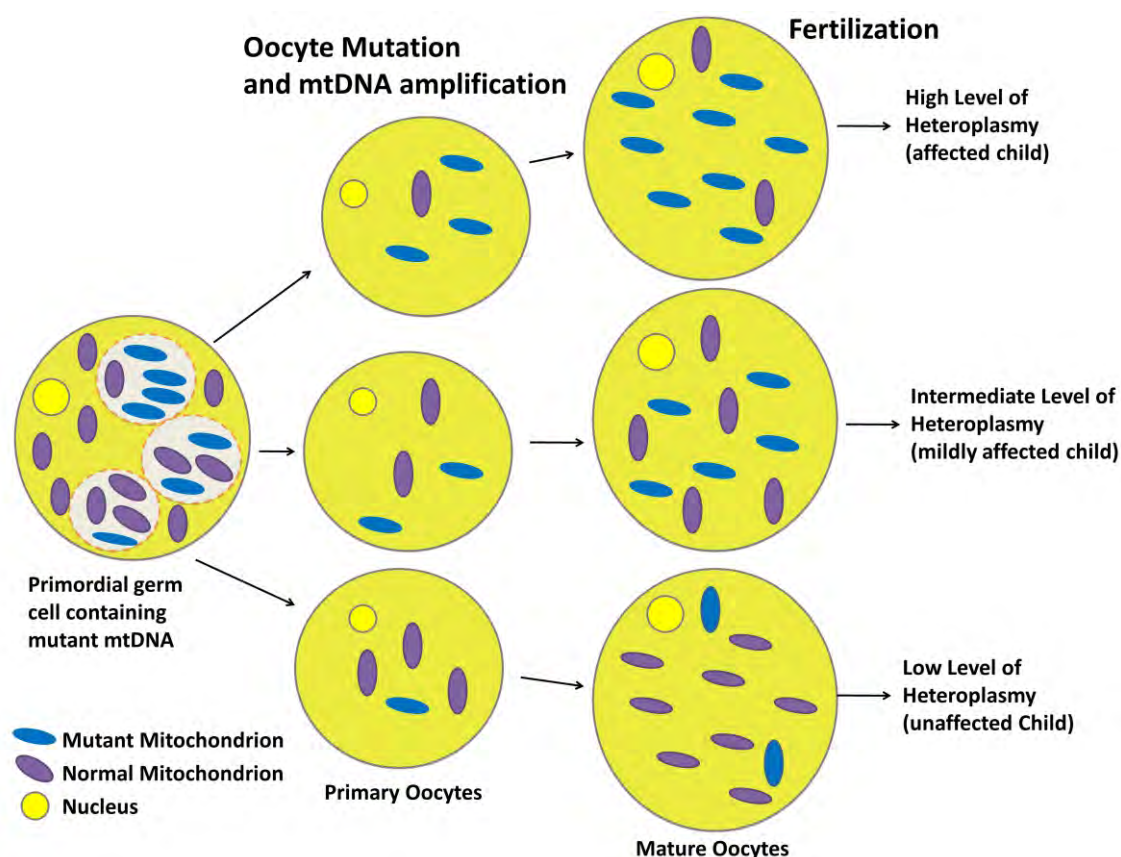 Oocyte Mutation
and mtDNA amplification
Fertilization
High Level of
Heteroplasmy
(affected child)
Intermediate Level of
Heteroplasmy
(mildly affected child)
Primordial germ
cell containing
mutant mtDNA
Low Level of
Heteroplasmy
(unaffected Child)
Mutant Mitochondrion
Normal Mitochondrion
Nucleus
Primary Oocytes
Mature Oocytes